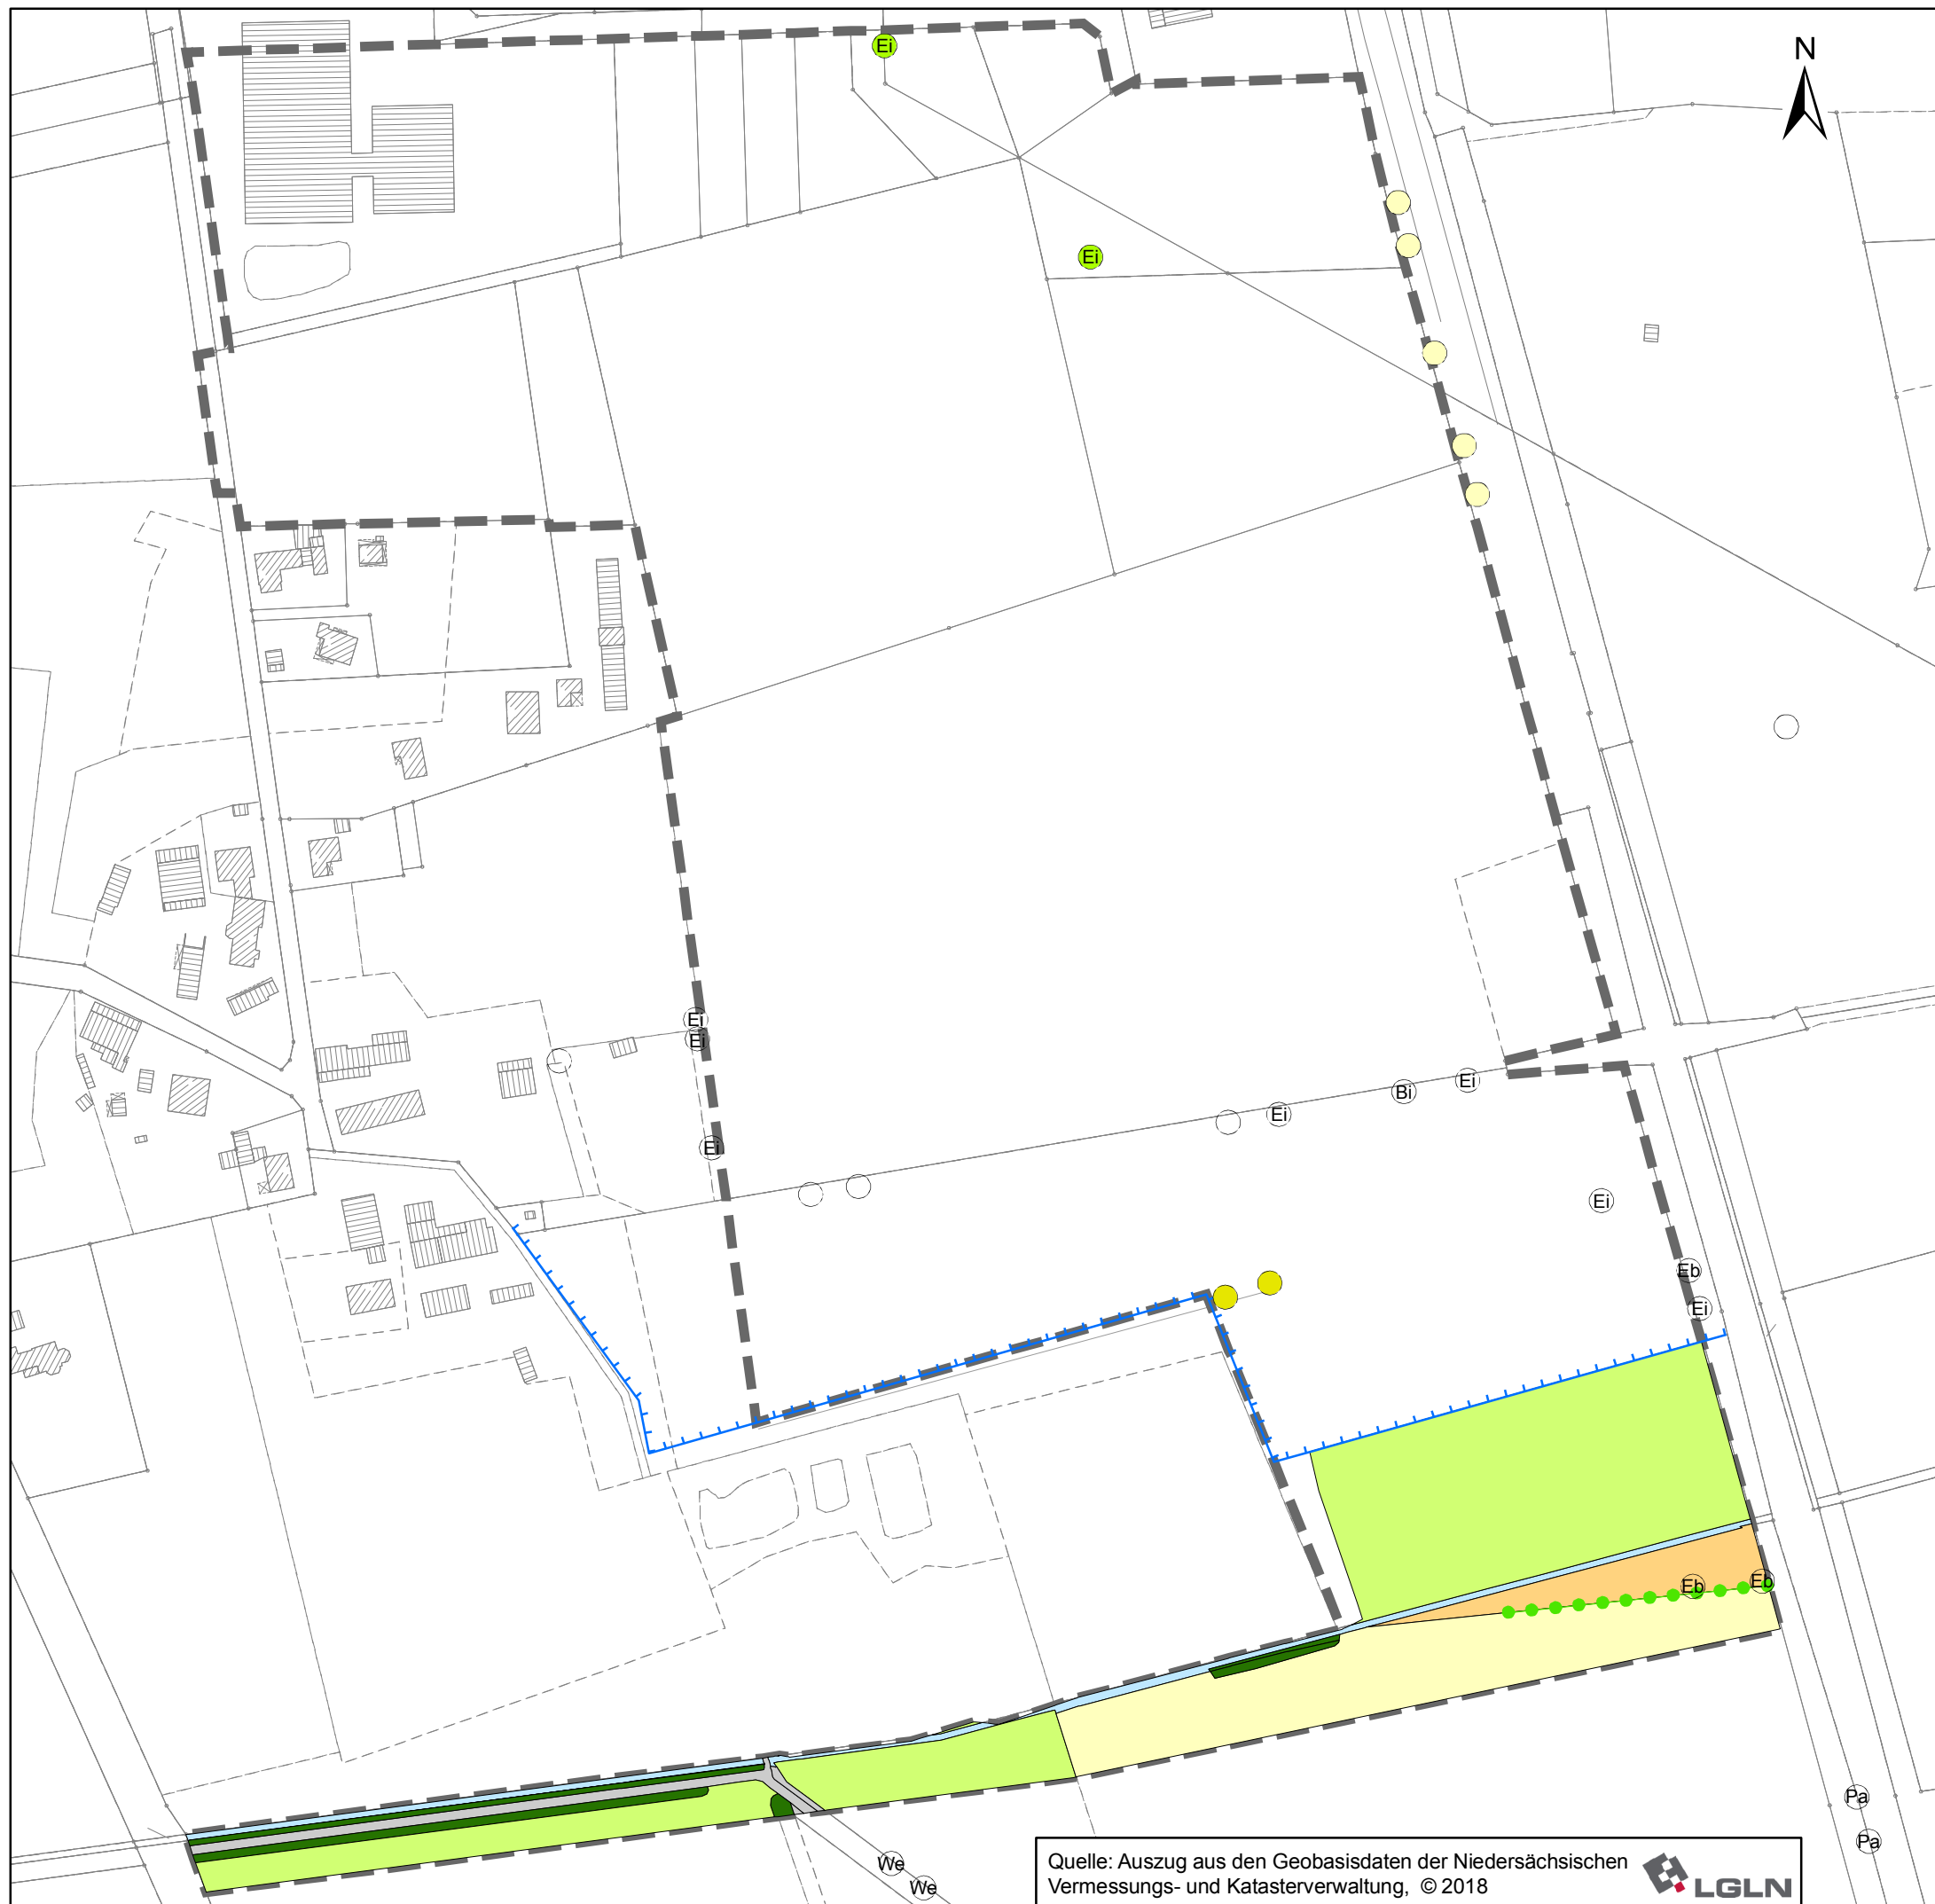 N
Ei
Ei
Ei
Ei
Bi
Ei
Ei
Ei
Ei
Eb
Ei
Eb
Eb
Pa
Pa
We
We
Quelle: Auszug aus den Geobasisdaten der Niedersächsischen
Vermessungs- und Katasterverwaltung, © 2018
LGLN